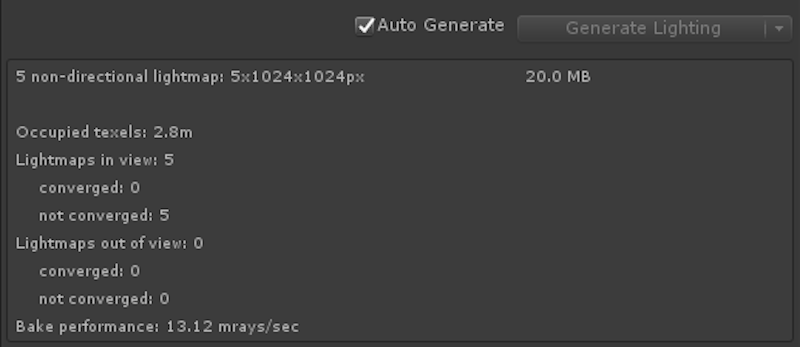 Auto Generate Generate Lighting
5 non-directional lightmap: 5x1024x1024px 20.0 MB
Occupied texels: 2.8m
Lightmaps in view: 5
converged: 0
not converged: 5
Lightmaps out of view: 0
converged: 0
not converged: 0
Bake performance: 13.12 mrays/sec